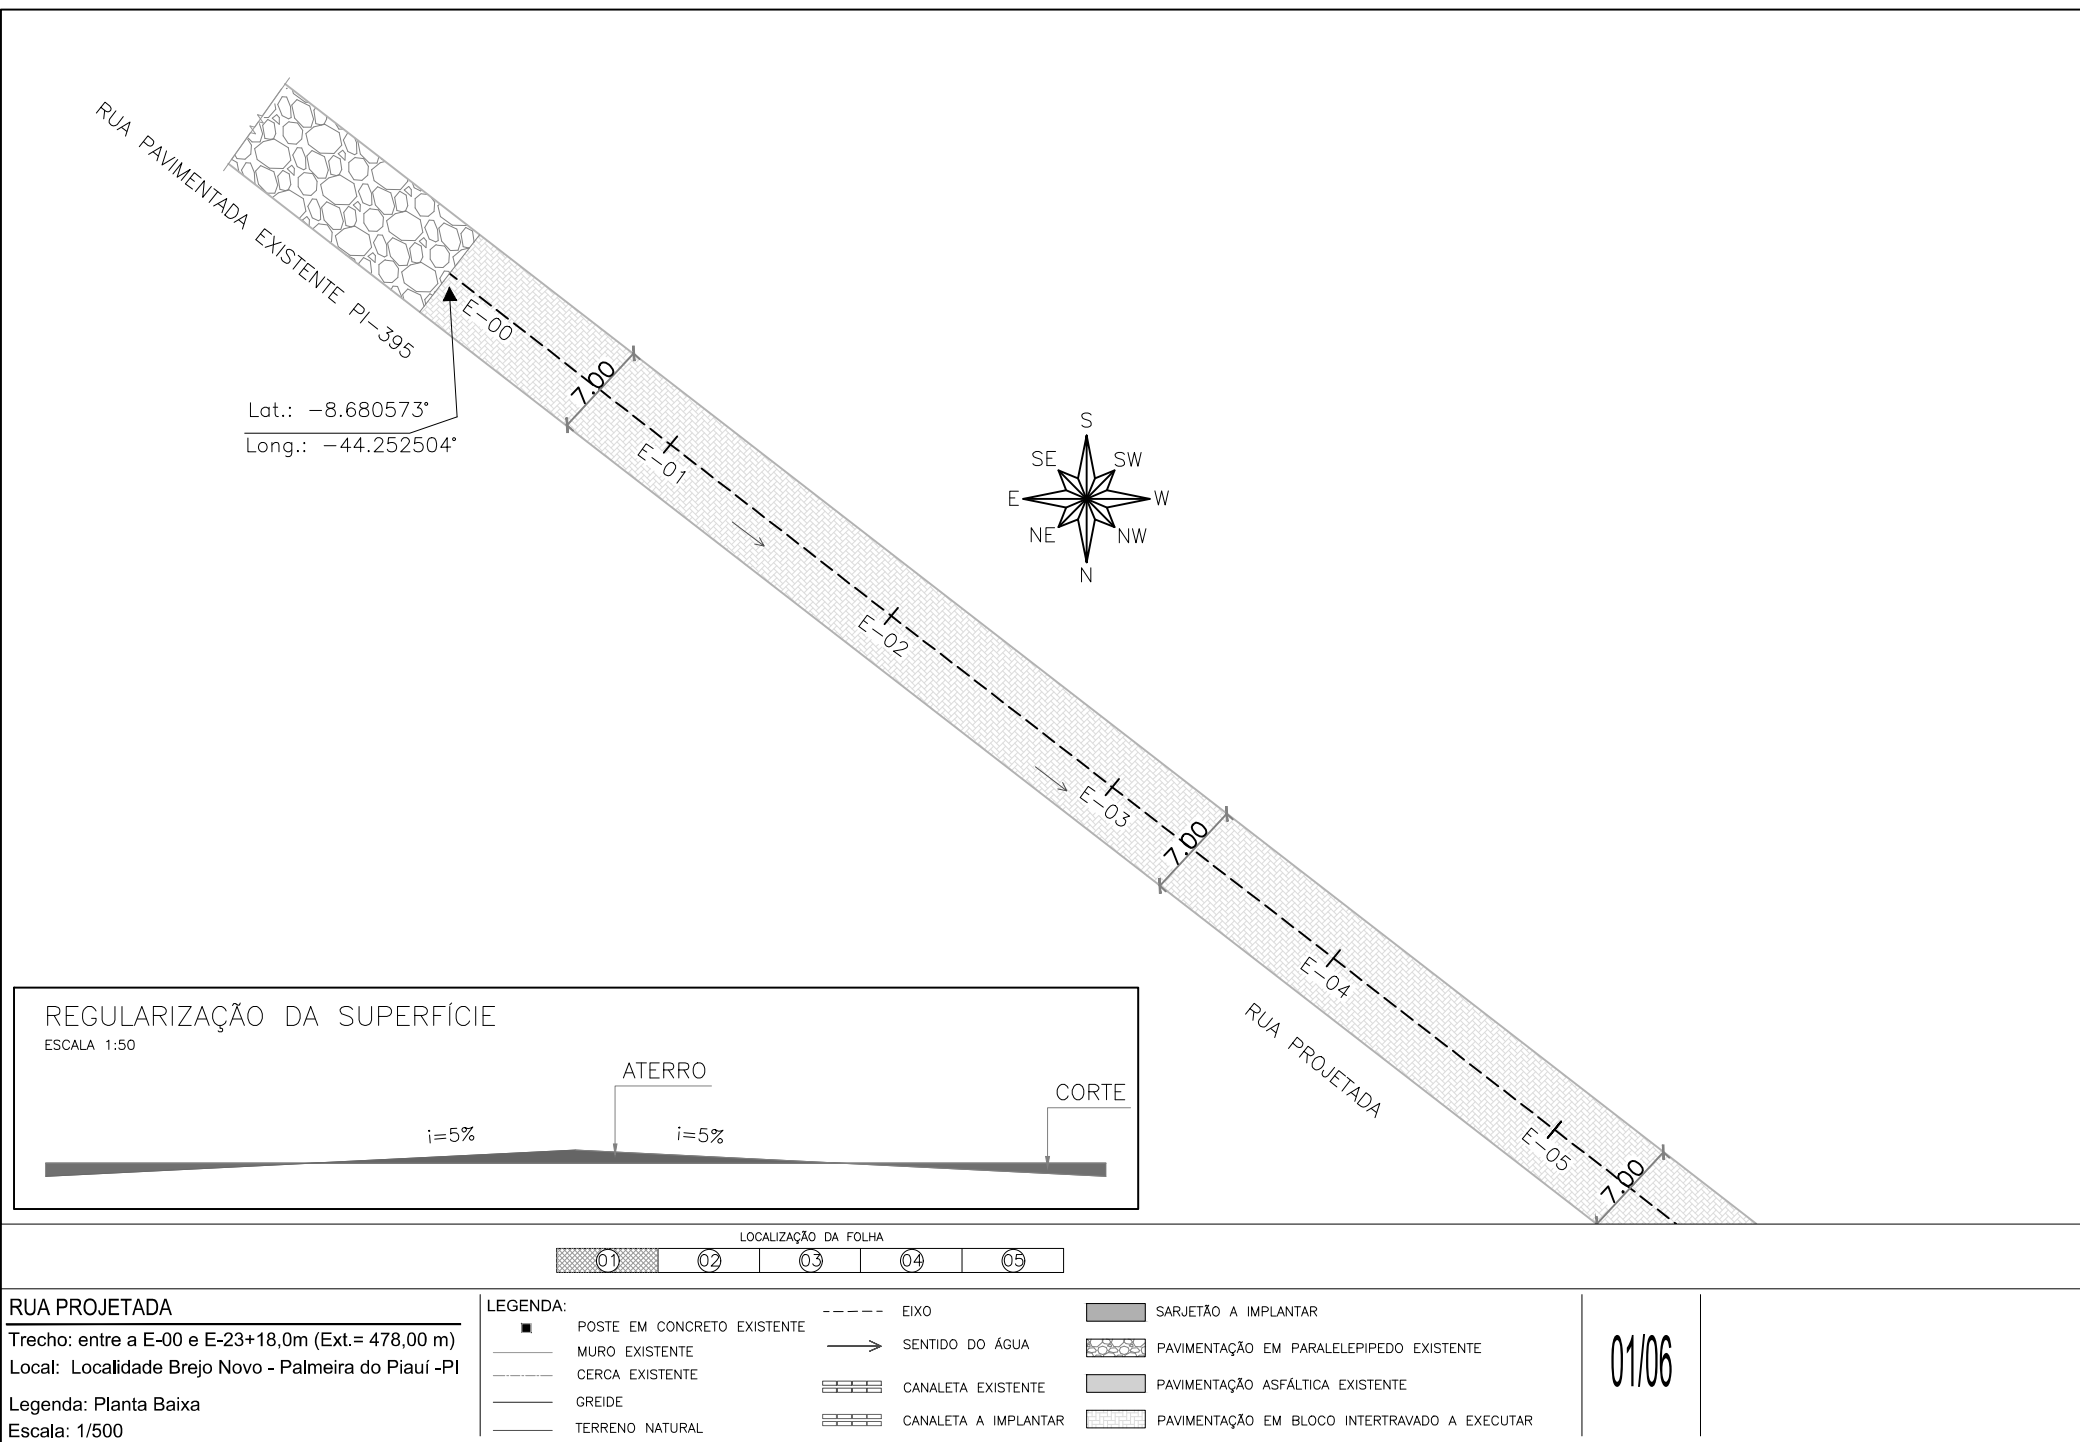 RUA PAVIMENTADA EXISTENTE PI-395
E-00
7.00
Lat.: -8.680573°
Long.: -44.252504°
E-01
S
SE
SW
E
W
NE
NW
N
E-02
E-03
7.00
E-04
RUA PROJETADA
E-05
7.00
REGULARIZAÇÃO DA SUPERFÍCIE
ESCALA 1:50
ATERRO
CORTE
i=5%
i=5%
LOCALIZAÇÃO DA FOLHA
01
02
03
04
05
RUA PROJETADA
Trecho: entre a E-00 e E-23+18,0m (Ext.= 478,00 m)
Local: Localidade Brejo Novo - Palmeira do Piauí -PI
Legenda: Planta Baixa
Escala: 1/500
LEGENDA:
POSTE EM CONCRETO EXISTENTE
MURO EXISTENTE
CERCA EXISTENTE
GREIDE
TERRENO NATURAL
EIXO
SENTIDO DO ÁGUA
CANALETA EXISTENTE
CANALETA A IMPLANTAR
SARJETÃO A IMPLANTAR
PAVIMENTAÇÃO EM PARALELEPIPEDO EXISTENTE
PAVIMENTAÇÃO ASFÁLTICA EXISTENTE
PAVIMENTAÇÃO EM BLOCO INTERTRAVADO A EXECUTAR
01/06